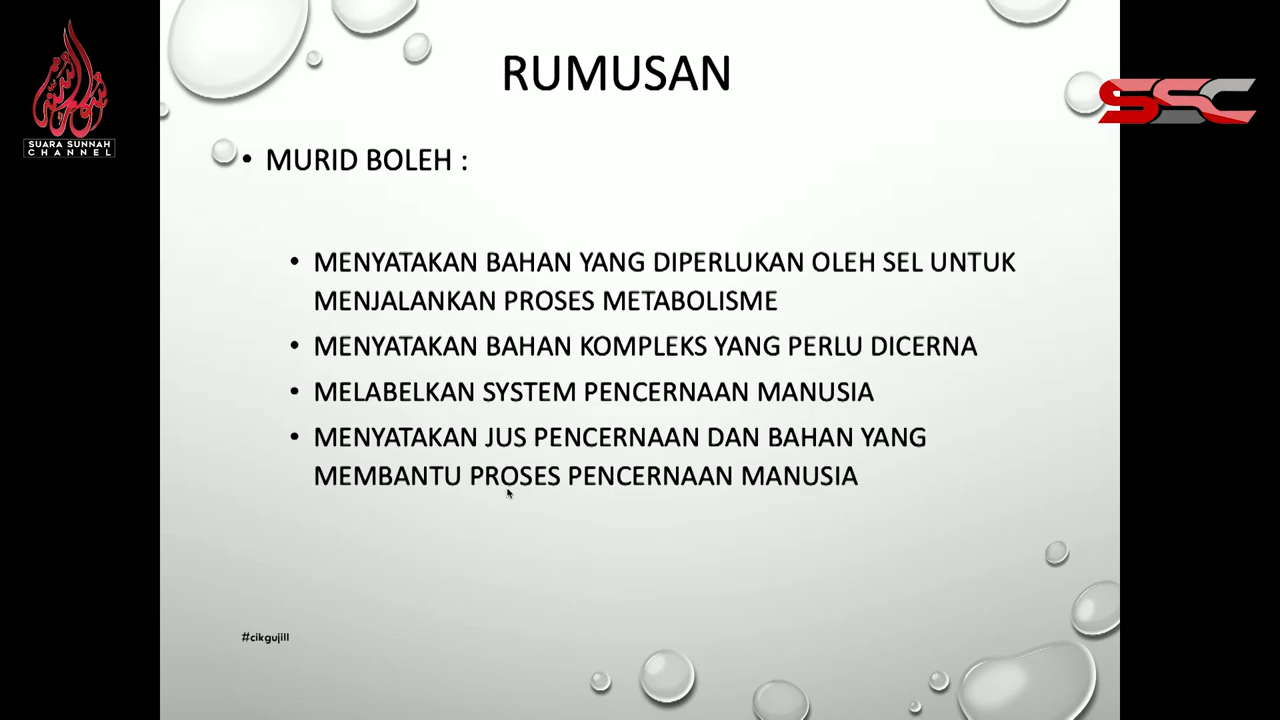 RUMUSAN
SUARA SUNNAH
CHANNEL
SSC
• MURID BOLEH :
• MENYATAKAN BAHAN YANG DIPERLUKAN OLEH SEL UNTUK
MENJALANKAN PROSES METABOLISME
• MENYATAKAN BAHAN KOMPLEKS YANG PERLU DICERNA
• MELABELKAN SYSTEM PENCERNAAN MANUSIA
• MENYATAKAN JUS PENCERNAAN DAN BAHAN YANG
MEMBANTU PROSES PENCERNAAN MANUSIA
#cikgujill